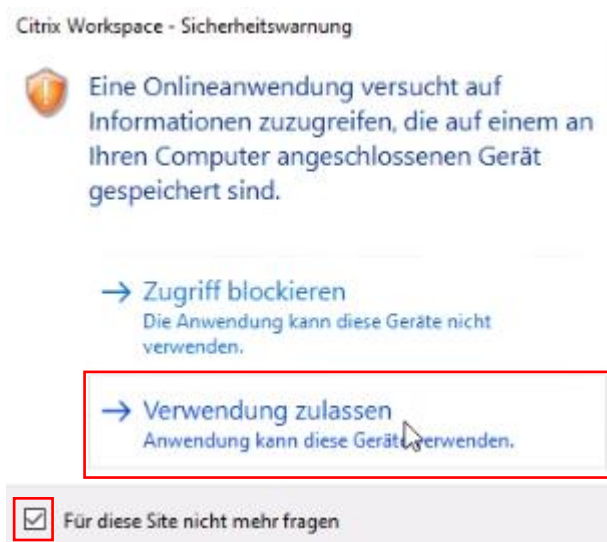 Citrix Workspace - Sicherheitswarnung
Eine Onlineanwendung versucht auf
Informationen zuzugreifen, die auf einem an
Ihren Computer angeschlossenen Gerät
gespeichert sind.
Zugriff blockieren
Die Anwendung kann diese Geräte nicht
verwenden.
Verwendung zulassen
Anwendung kann diese Geräte verwenden.
Für diese Site nicht mehr fragen